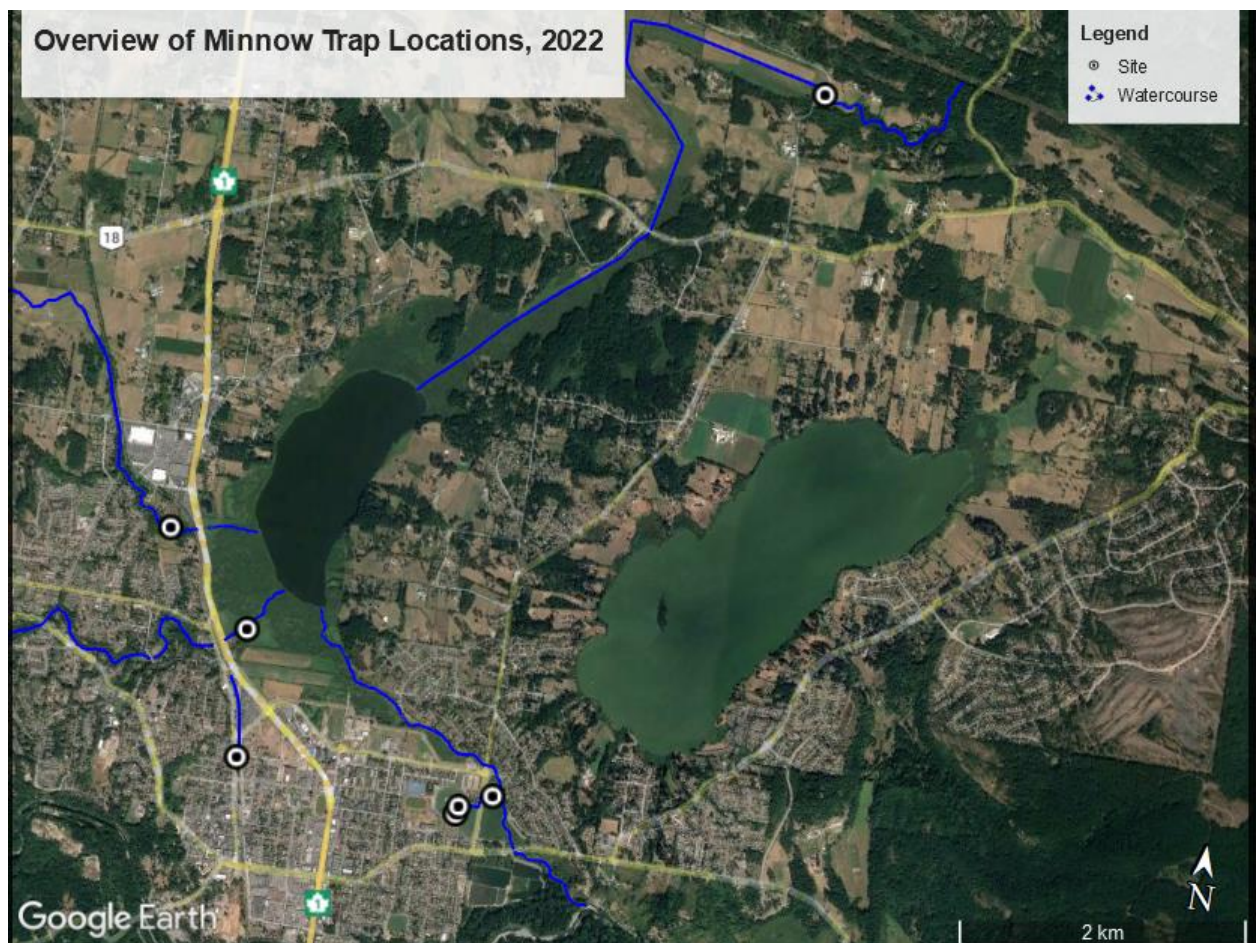 Overview of Minnow Trap Locations, 2022
Legend
Site
Watercourse
1
18
1
N
Google Earth
2 km